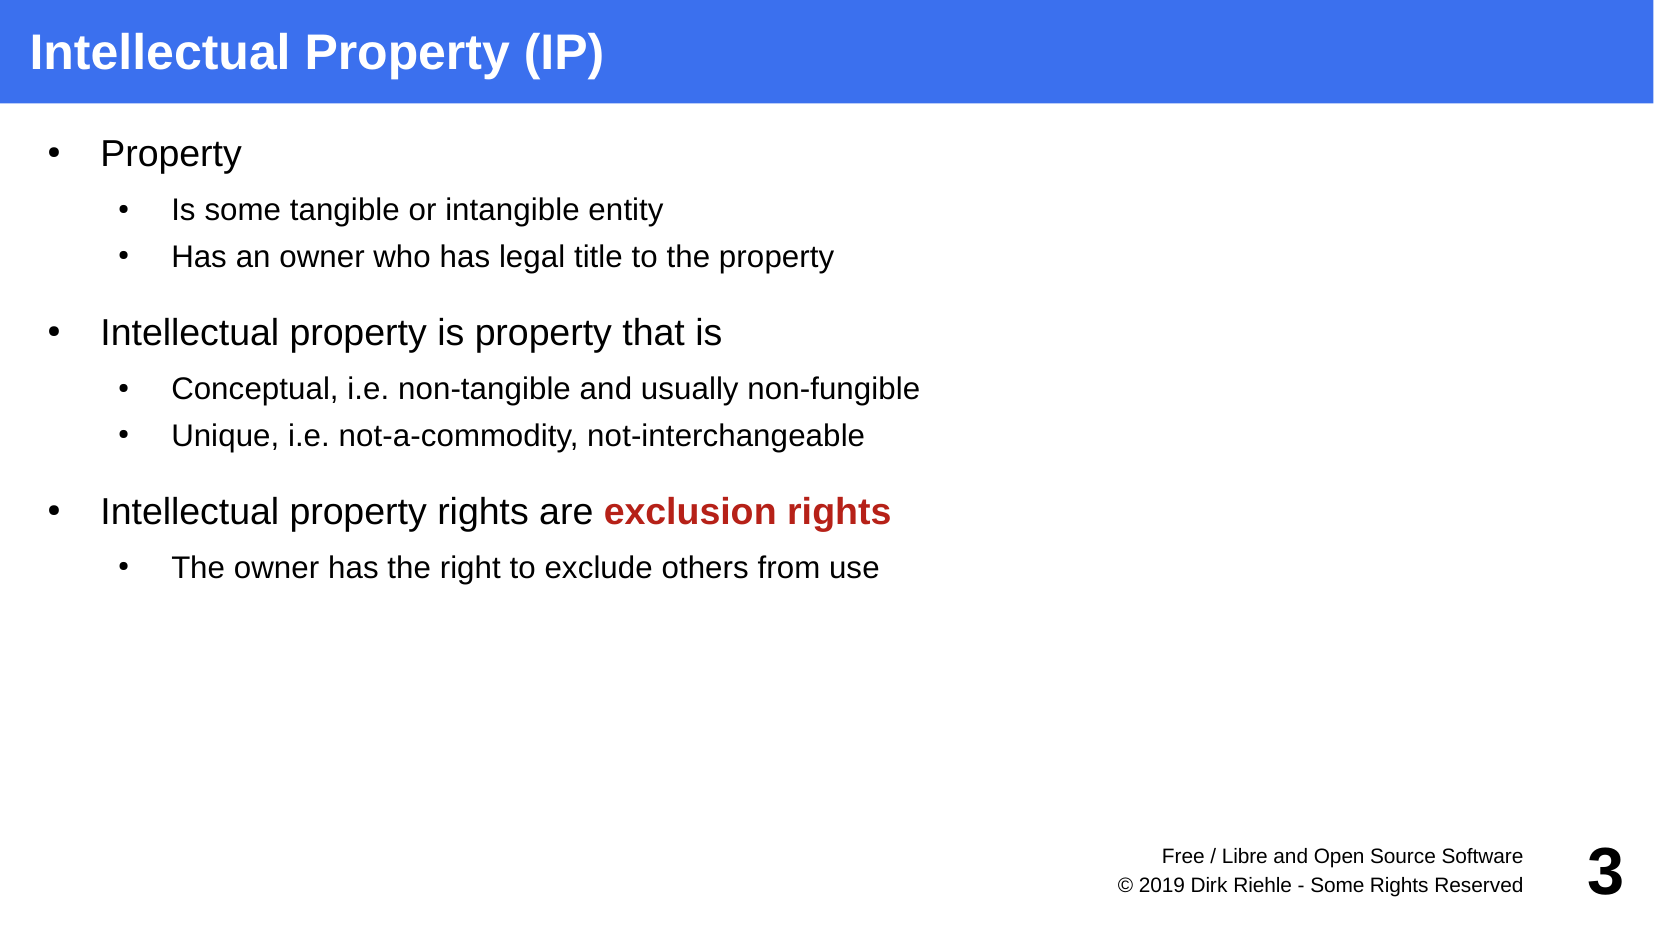 Intellectual Property (IP)
• Property
• Is some tangible or intangible entity
• Has an owner who has legal title to the property
• Intellectual property is property that is
• Conceptual, i.e. non-tangible and usually non-fungible
• Unique, i.e. not-a-commodity, not-interchangeable
• Intellectual property rights are exclusion rights
• The owner has the right to exclude others from use
Free / Libre and Open Source Software
© 2019 Dirk Riehle - Some Rights Reserved
3